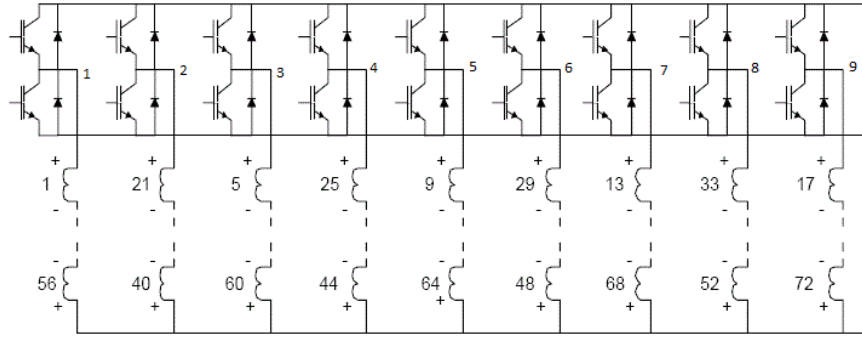 1 2 3 4 5 6 7 8 9
+ + + + + + + + +
1 21 5 25 9 29 13 33 17
- - - - - - - - -
- - - - - - - - -
56 40 60 44 64 48 68 52 72
+ + + + + + + + +